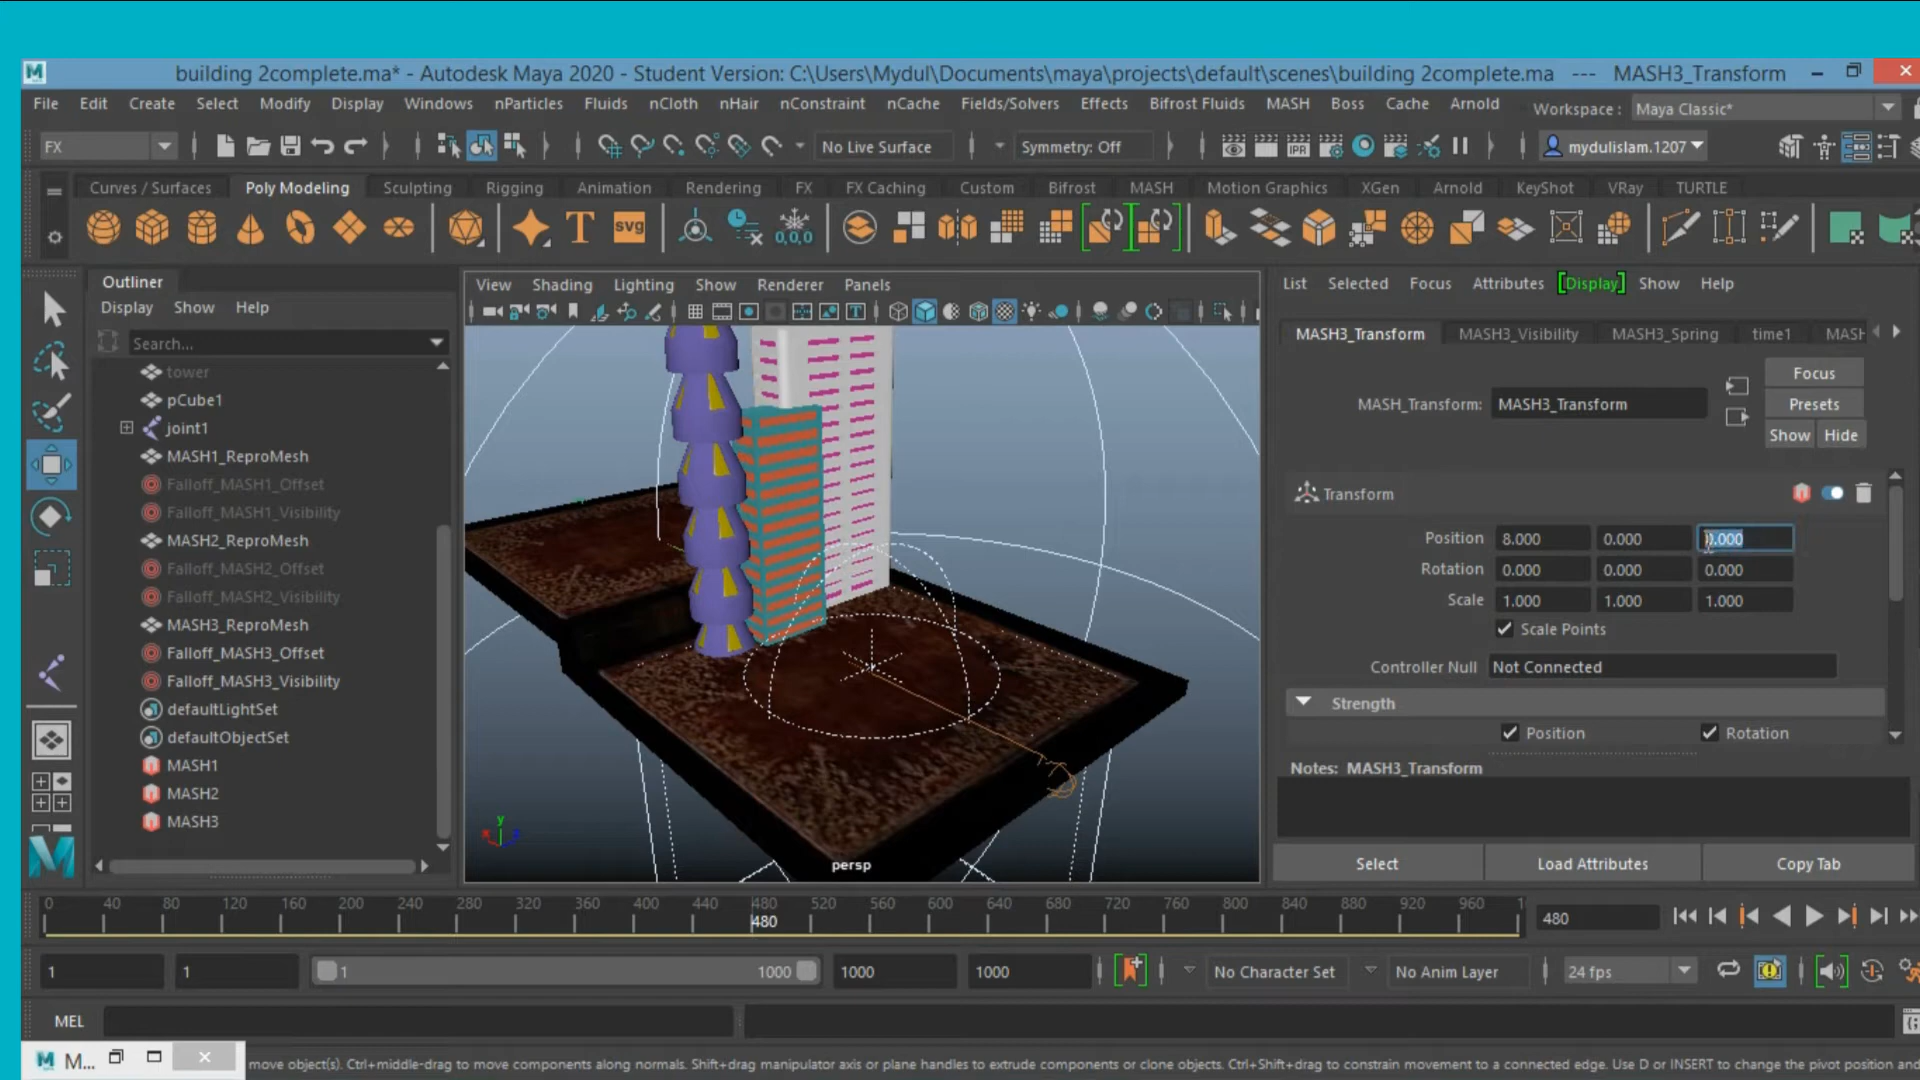 building 2complete.ma* - Autodesk Maya 2020 - Student Version: C:\Users\Mydul\Documents\maya\projects\default\scenes\building 2complete.ma --- MASH3_Transform
File Edit Create Select Modify Display Windows nParticles Fluids nCloth nHair nConstraint nCache Fields/Solvers Effects Bifrost Fluids MASH Boss Cache Arnold Workspace : Maya Classic*
FX No Live Surface Symmetry: Off mydulislam.1207
IPR
Curves / Surfaces Poly Modeling Sculpting Rigging Animation Rendering FX FX Caching Custom Bifrost MASH Motion Graphics XGen Arnold KeyShot VRay TURTLE
T svg 0,0,0
Outliner
Display Show Help
Search...
tower
pCube1
joint1
MASH1_ReproMesh
Falloff_MASH1_Offset
Falloff_MASH1_Visibility
MASH2_ReproMesh
Falloff_MASH2_Offset
Falloff_MASH2_Visibility
MASH3_ReproMesh
Falloff_MASH3_Offset
Falloff_MASH3_Visibility
defaultLightSet
defaultObjectSet
MASH1
MASH2
MASH3
View Shading Lighting Show Renderer Panels
y
x z
persp
List Selected Focus Attributes Display Show Help
MASH3_Transform MASH3_Visibility MASH3_Spring time1 MASH
Focus
MASH_Transform: MASH3_Transform Presets
Show Hide
Transform
Position 8.000 0.000 0.000
Rotation 0.000 0.000 0.000
Scale 1.000 1.000 1.000
Scale Points
Controller Null Not Connected
Strength
Position Rotation
Notes: MASH3_Transform
Select Load Attributes Copy Tab
0 40 80 120 160 200 240 280 320 360 400 440 480 520 560 600 640 680 720 760 800 840 880 920 960 1
480 480
1 1 1 1000 1000 1000 No Character Set No Anim Layer 24 fps
MEL
M...
move object(s). Ctrl+middle-drag to move components along normals. Shift+drag manipulator axis or plane handles to extrude components or clone objects. Ctrl+Shift+drag to constrain movement to a connected edge. Use D or INSERT to change the pivot position and